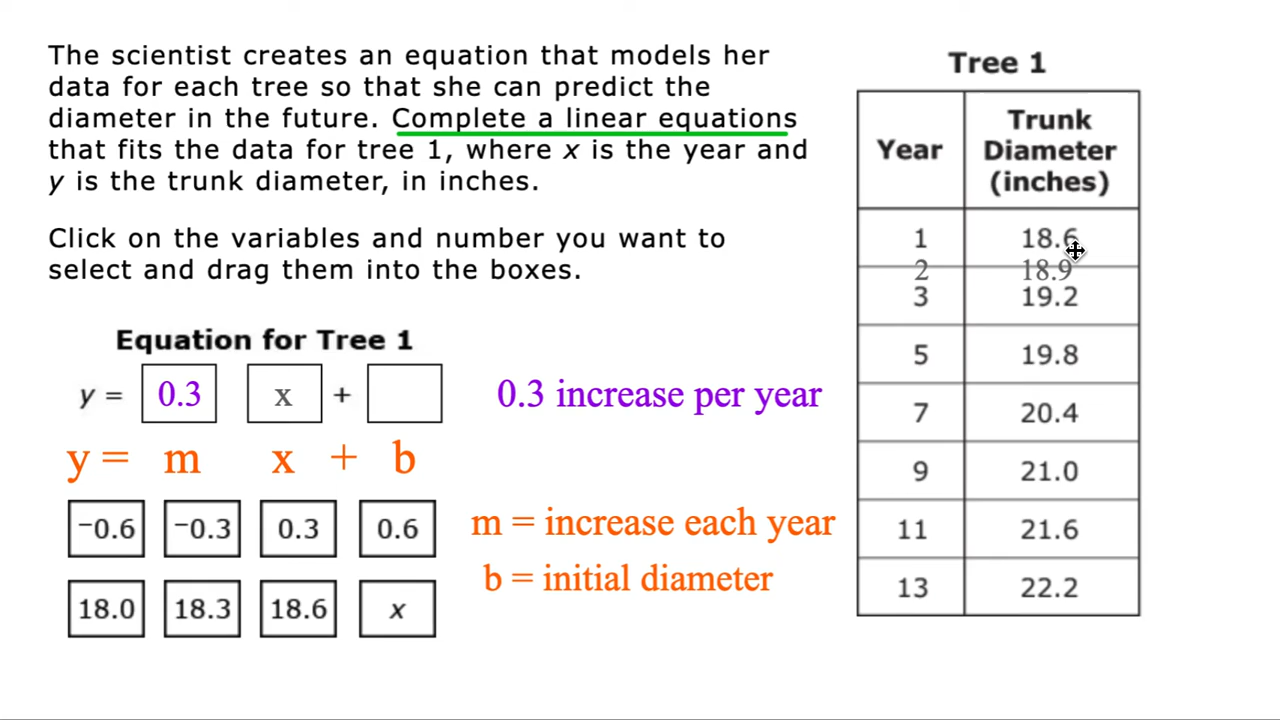 The scientist creates an equation that models her
data for each tree so that she can predict the
diameter in the future. Complete a linear equations
that fits the data for tree 1, where x is the year and
y is the trunk diameter, in inches.
Click on the variables and number you want to
select and drag them into the boxes.
Equation for Tree 1
y = 0.3 x +
0.3 increase per year
y = m x + b
−0.6 −0.3 0.3 0.6
18.0 18.3 18.6 x
m = increase each year
b = initial diameter
Tree 1
Year Trunk Diameter (inches)
1 18.6
2 18.9
3 19.2
5 19.8
7 20.4
9 21.0
11 21.6
13 22.2